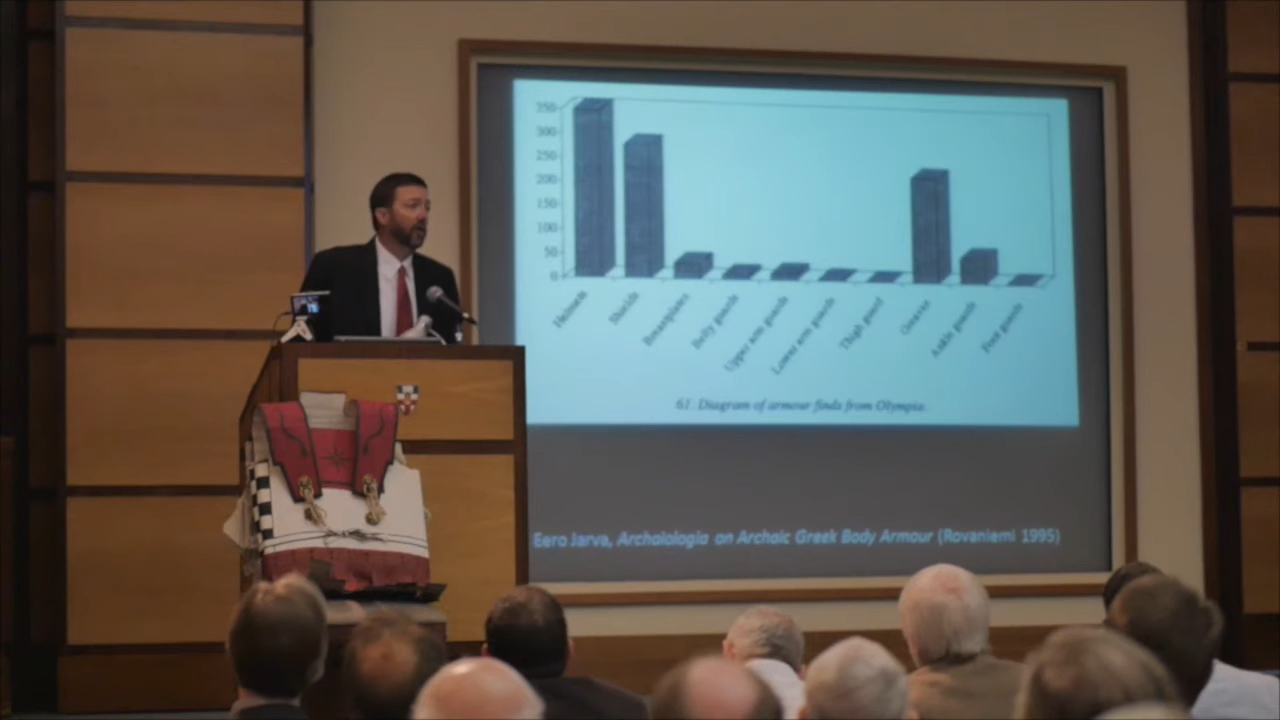 350
300
250
200
150
100
50
0
Helmets
Shields
Breastplates
Belly guards
Upper arm guards
Lower arm guards
Thigh guard
Greaves
Ankle guards
Foot guards
61. Diagram of armour finds from Olympia.
Eero Jarva, Archaiologia on Archaic Greek Body Armour (Rovaniemi 1995)